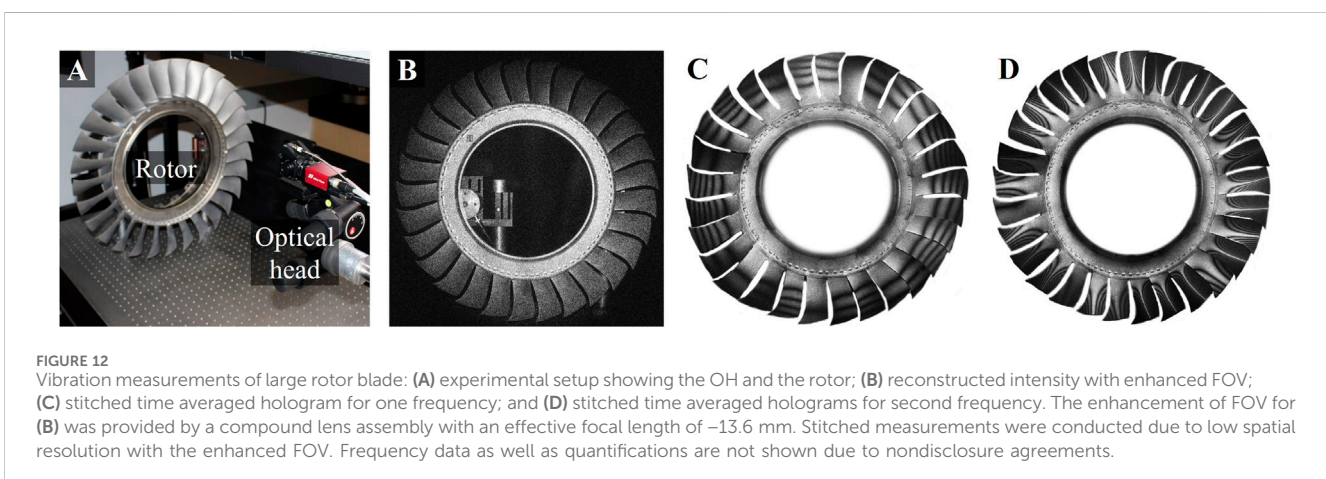 A
B
C
D
Rotor
Optical
head
FIGURE 12
Vibration measurements of large rotor blade: (A) experimental setup showing the OH and the rotor; (B) reconstructed intensity with enhanced FOV;
(C) stitched time averaged hologram for one frequency; and (D) stitched time averaged holograms for second frequency. The enhancement of FOV for
(B) was provided by a compound lens assembly with an effective focal length of –13.6 mm. Stitched measurements were conducted due to low spatial
resolution with the enhanced FOV. Frequency data as well as quantifications are not shown due to nondisclosure agreements.